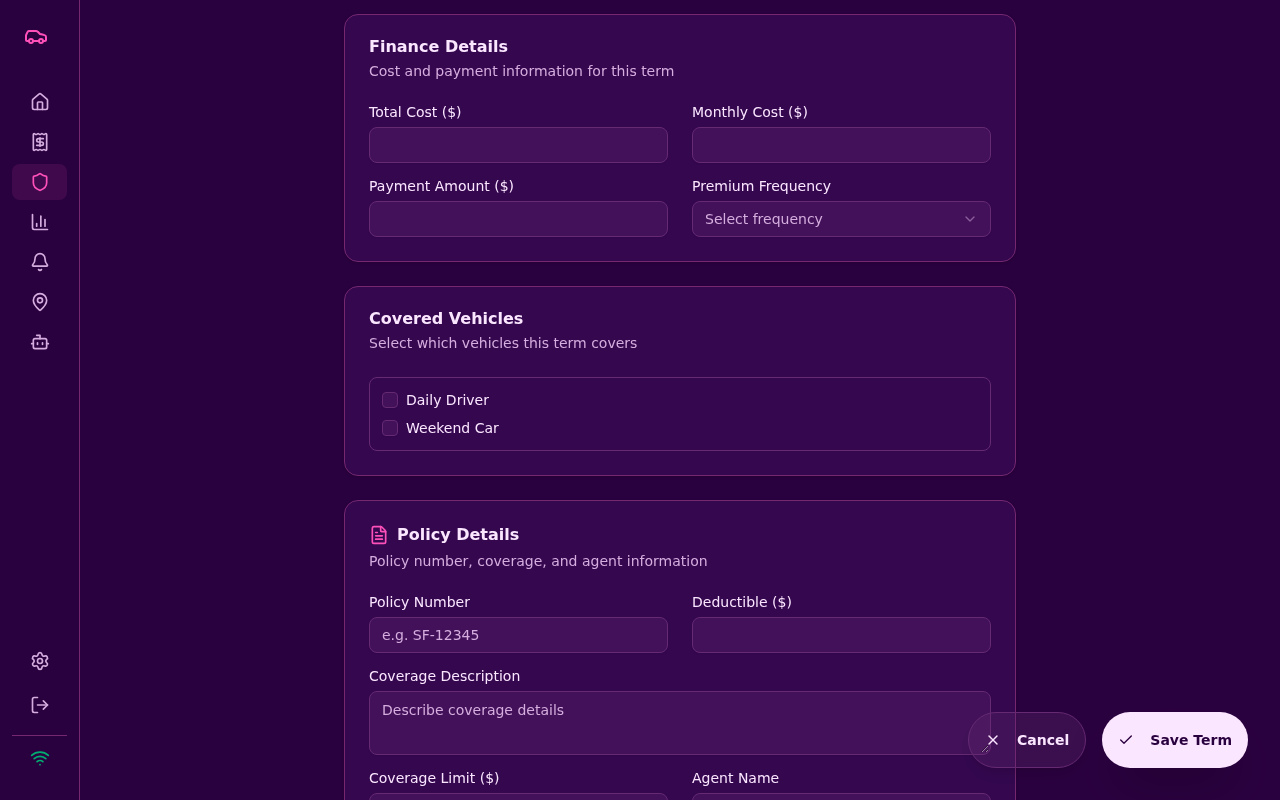 Finance Details
Cost and payment information for this term
Total Cost ($)
Monthly Cost ($)
Payment Amount ($)
Premium Frequency
Select frequency
Covered Vehicles
Select which vehicles this term covers
Daily Driver
Weekend Car
Policy Details
Policy number, coverage, and agent information
Policy Number
Deductible ($)
e.g. SF-12345
Coverage Description
Describe coverage details
Cancel
Save Term
Coverage Limit ($)
Agent Name